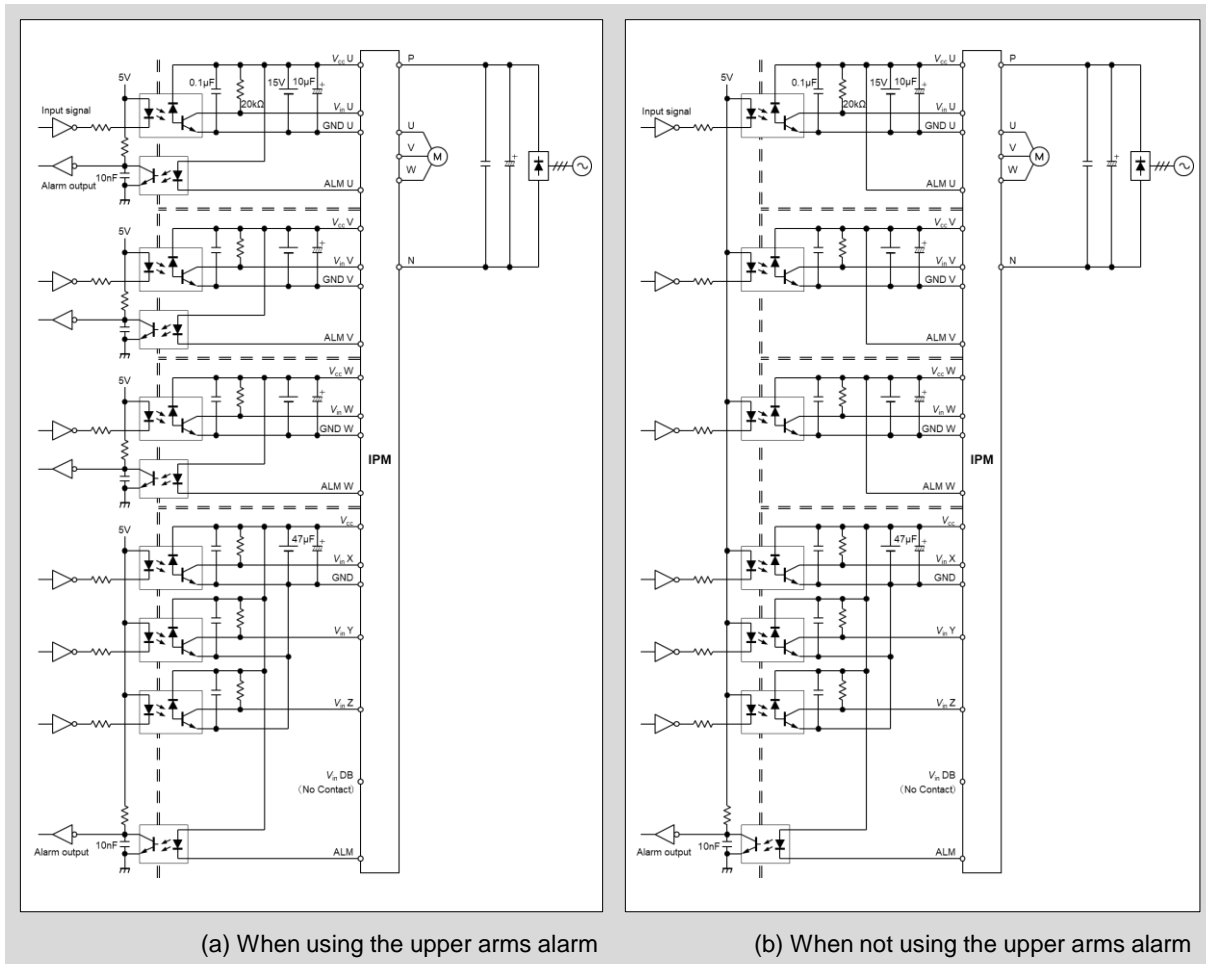 5V
Input signal
Alarm output
10nF
0.1µF
20kΩ
15V
10µF
Vcc U
Vin U
GND U
ALM U
5V
Vcc V
Vin V
GND V
ALM V
5V
Vcc W
Vin W
GND W
ALM W
5V
Vcc
47µF
Vin X
GND
Vin Y
Vin Z
Vin DB
(No Contact)
Alarm output
10nF
ALM
IPM
P
U
V
W
M
N
(a) When using the upper arms alarm
5V
Input signal
0.1µF
20kΩ
15V
10µF
Vcc U
Vin U
GND U
ALM U
Vcc V
Vin V
GND V
ALM V
Vcc W
Vin W
GND W
ALM W
Vcc
47µF
Vin X
GND
Vin Y
Vin Z
Vin DB
(No Contact)
Alarm output
10nF
ALM
IPM
P
U
V
W
M
N
(b) When not using the upper arms alarm